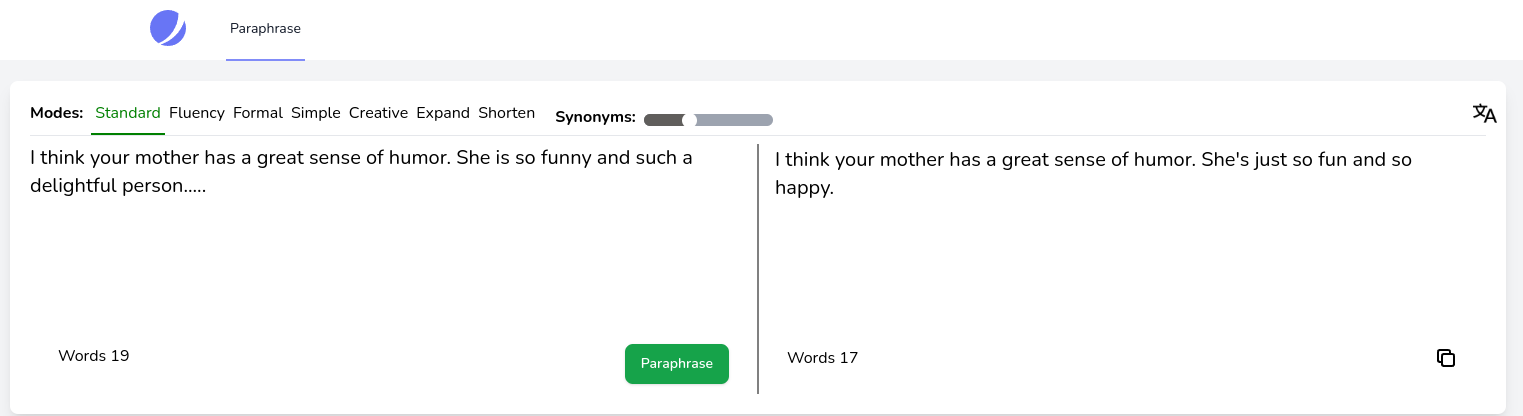 Paraphrase
Modes: Standard Fluency Formal Simple Creative Expand Shorten Synonyms:
I think your mother has a great sense of humor. She is so funny and such a
delightful person.....
I think your mother has a great sense of humor. She's just so fun and so
happy.
Words 19
Paraphrase
Words 17